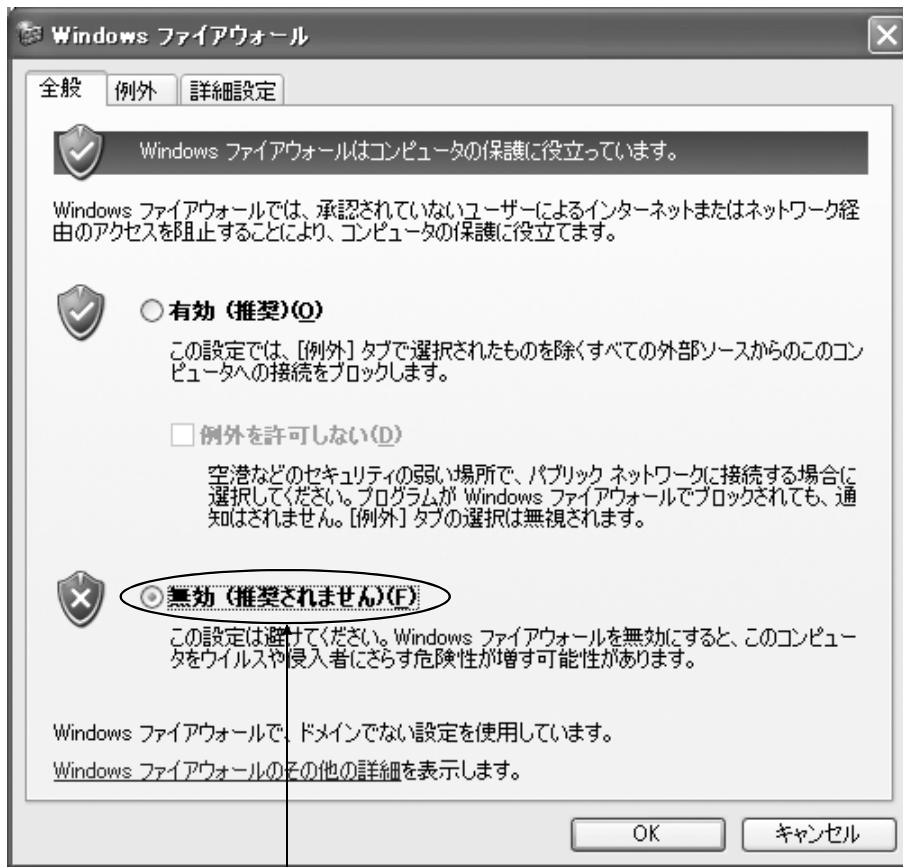 Windows ファイアウォール
全般 例外 詳細設定
Windows ファイアウォールはコンピュータの保護に役立っています。
Windows ファイアウォールでは、承認されていないユーザーによるインターネットまたはネットワーク経
由のアクセスを阻止することにより、コンピュータの保護に役立てます。
有効 (推奨)(O)
この設定では、[例外] タブで選択されたものを除くすべての外部ソースからのこのコン
ピュータへの接続をブロックします。
例外を許可しない(D)
空港などのセキュリティの弱い場所で、パブリック ネットワークに接続する場合に
選択してください。プログラムが Windows ファイアウォールでブロックされても、通
知はされません。[例外] タブの選択は無視されます。
無効 (推奨されません)(F)
この設定は避けてください。Windows ファイアウォールを無効にすると、このコンピュー
タをウイルスや侵入者にさらす危険性が増す可能性があります。
Windows ファイアウォールで、ドメインでない設定を使用しています。
Windows ファイアウォールのその他の詳細を表示します。
OK キャンセル